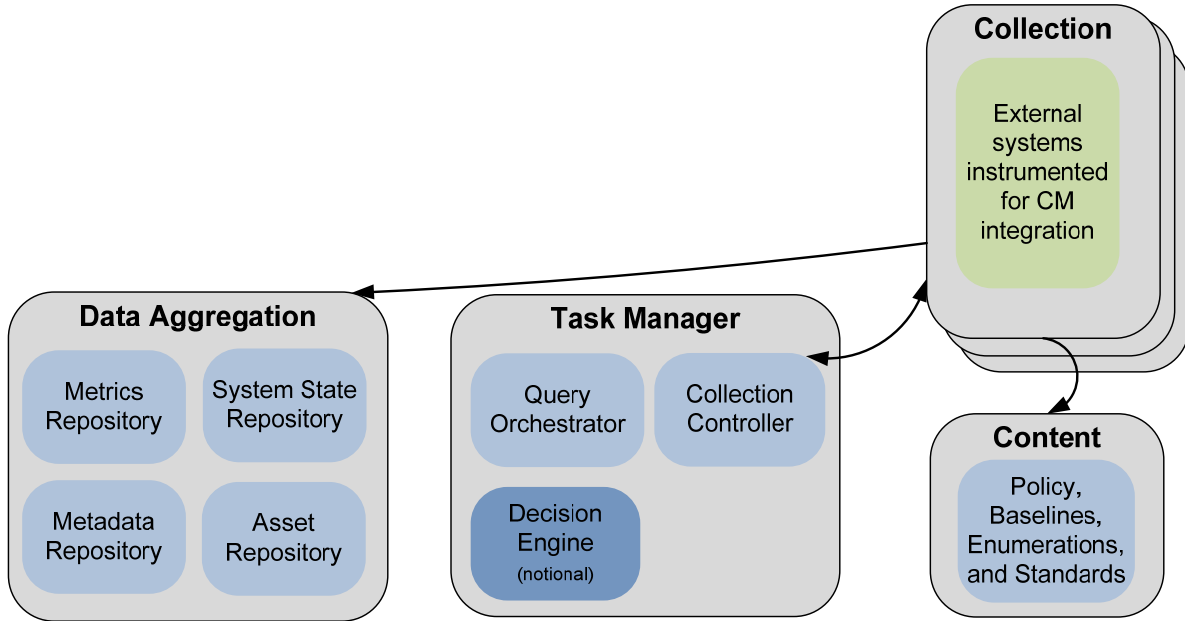 Collection
External
systems
instrumented
for CM
integration
Data Aggregation
Metrics
Repository
System State
Repository
Metadata
Repository
Asset
Repository
Task Manager
Query
Orchestrator
Collection
Controller
Decision
Engine
(notional)
Content
Policy,
Baselines,
Enumerations,
and Standards